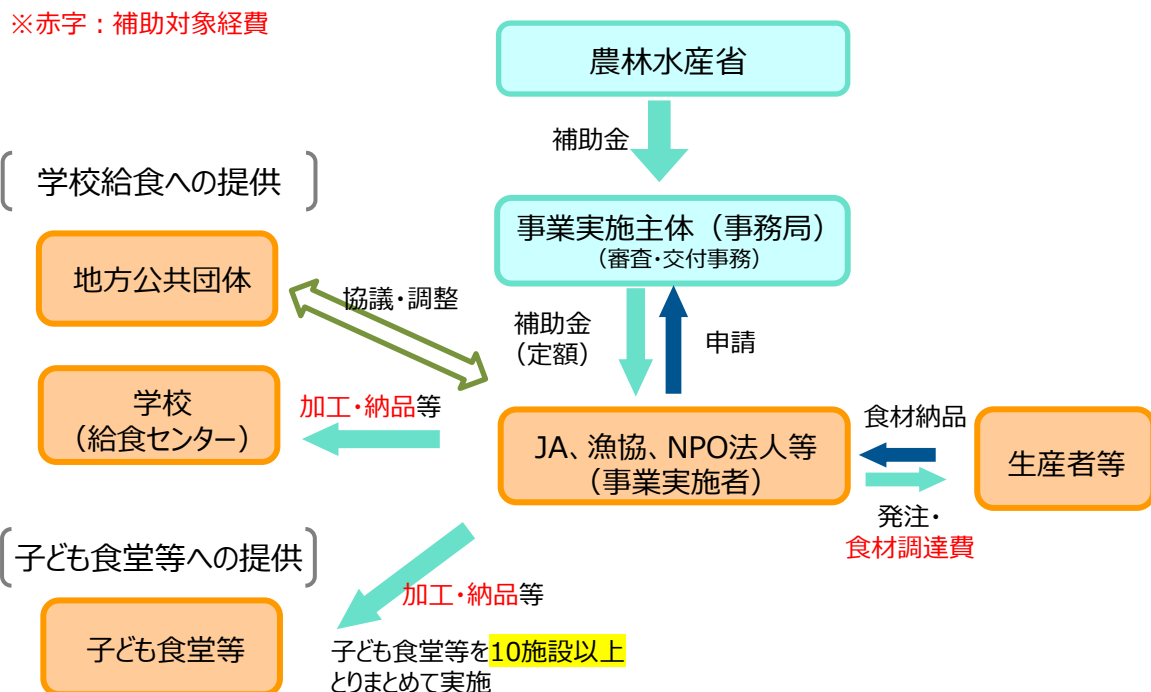 ※赤字：補助対象経費
農林水産省
補助金
学校給食への提供
事業実施主体（事務局）
（審査・交付事務）
地方公共団体
協議・調整
補助金
（定額）
申請
学校
（給食センター）
加工・納品等
JA、漁協、NPO法人等
（事業実施者）
食材納品
生産者等
発注・
食材調達費
子ども食堂等への提供
加工・納品等
子ども食堂等
子ども食堂等を10施設以上
とりまとめて実施